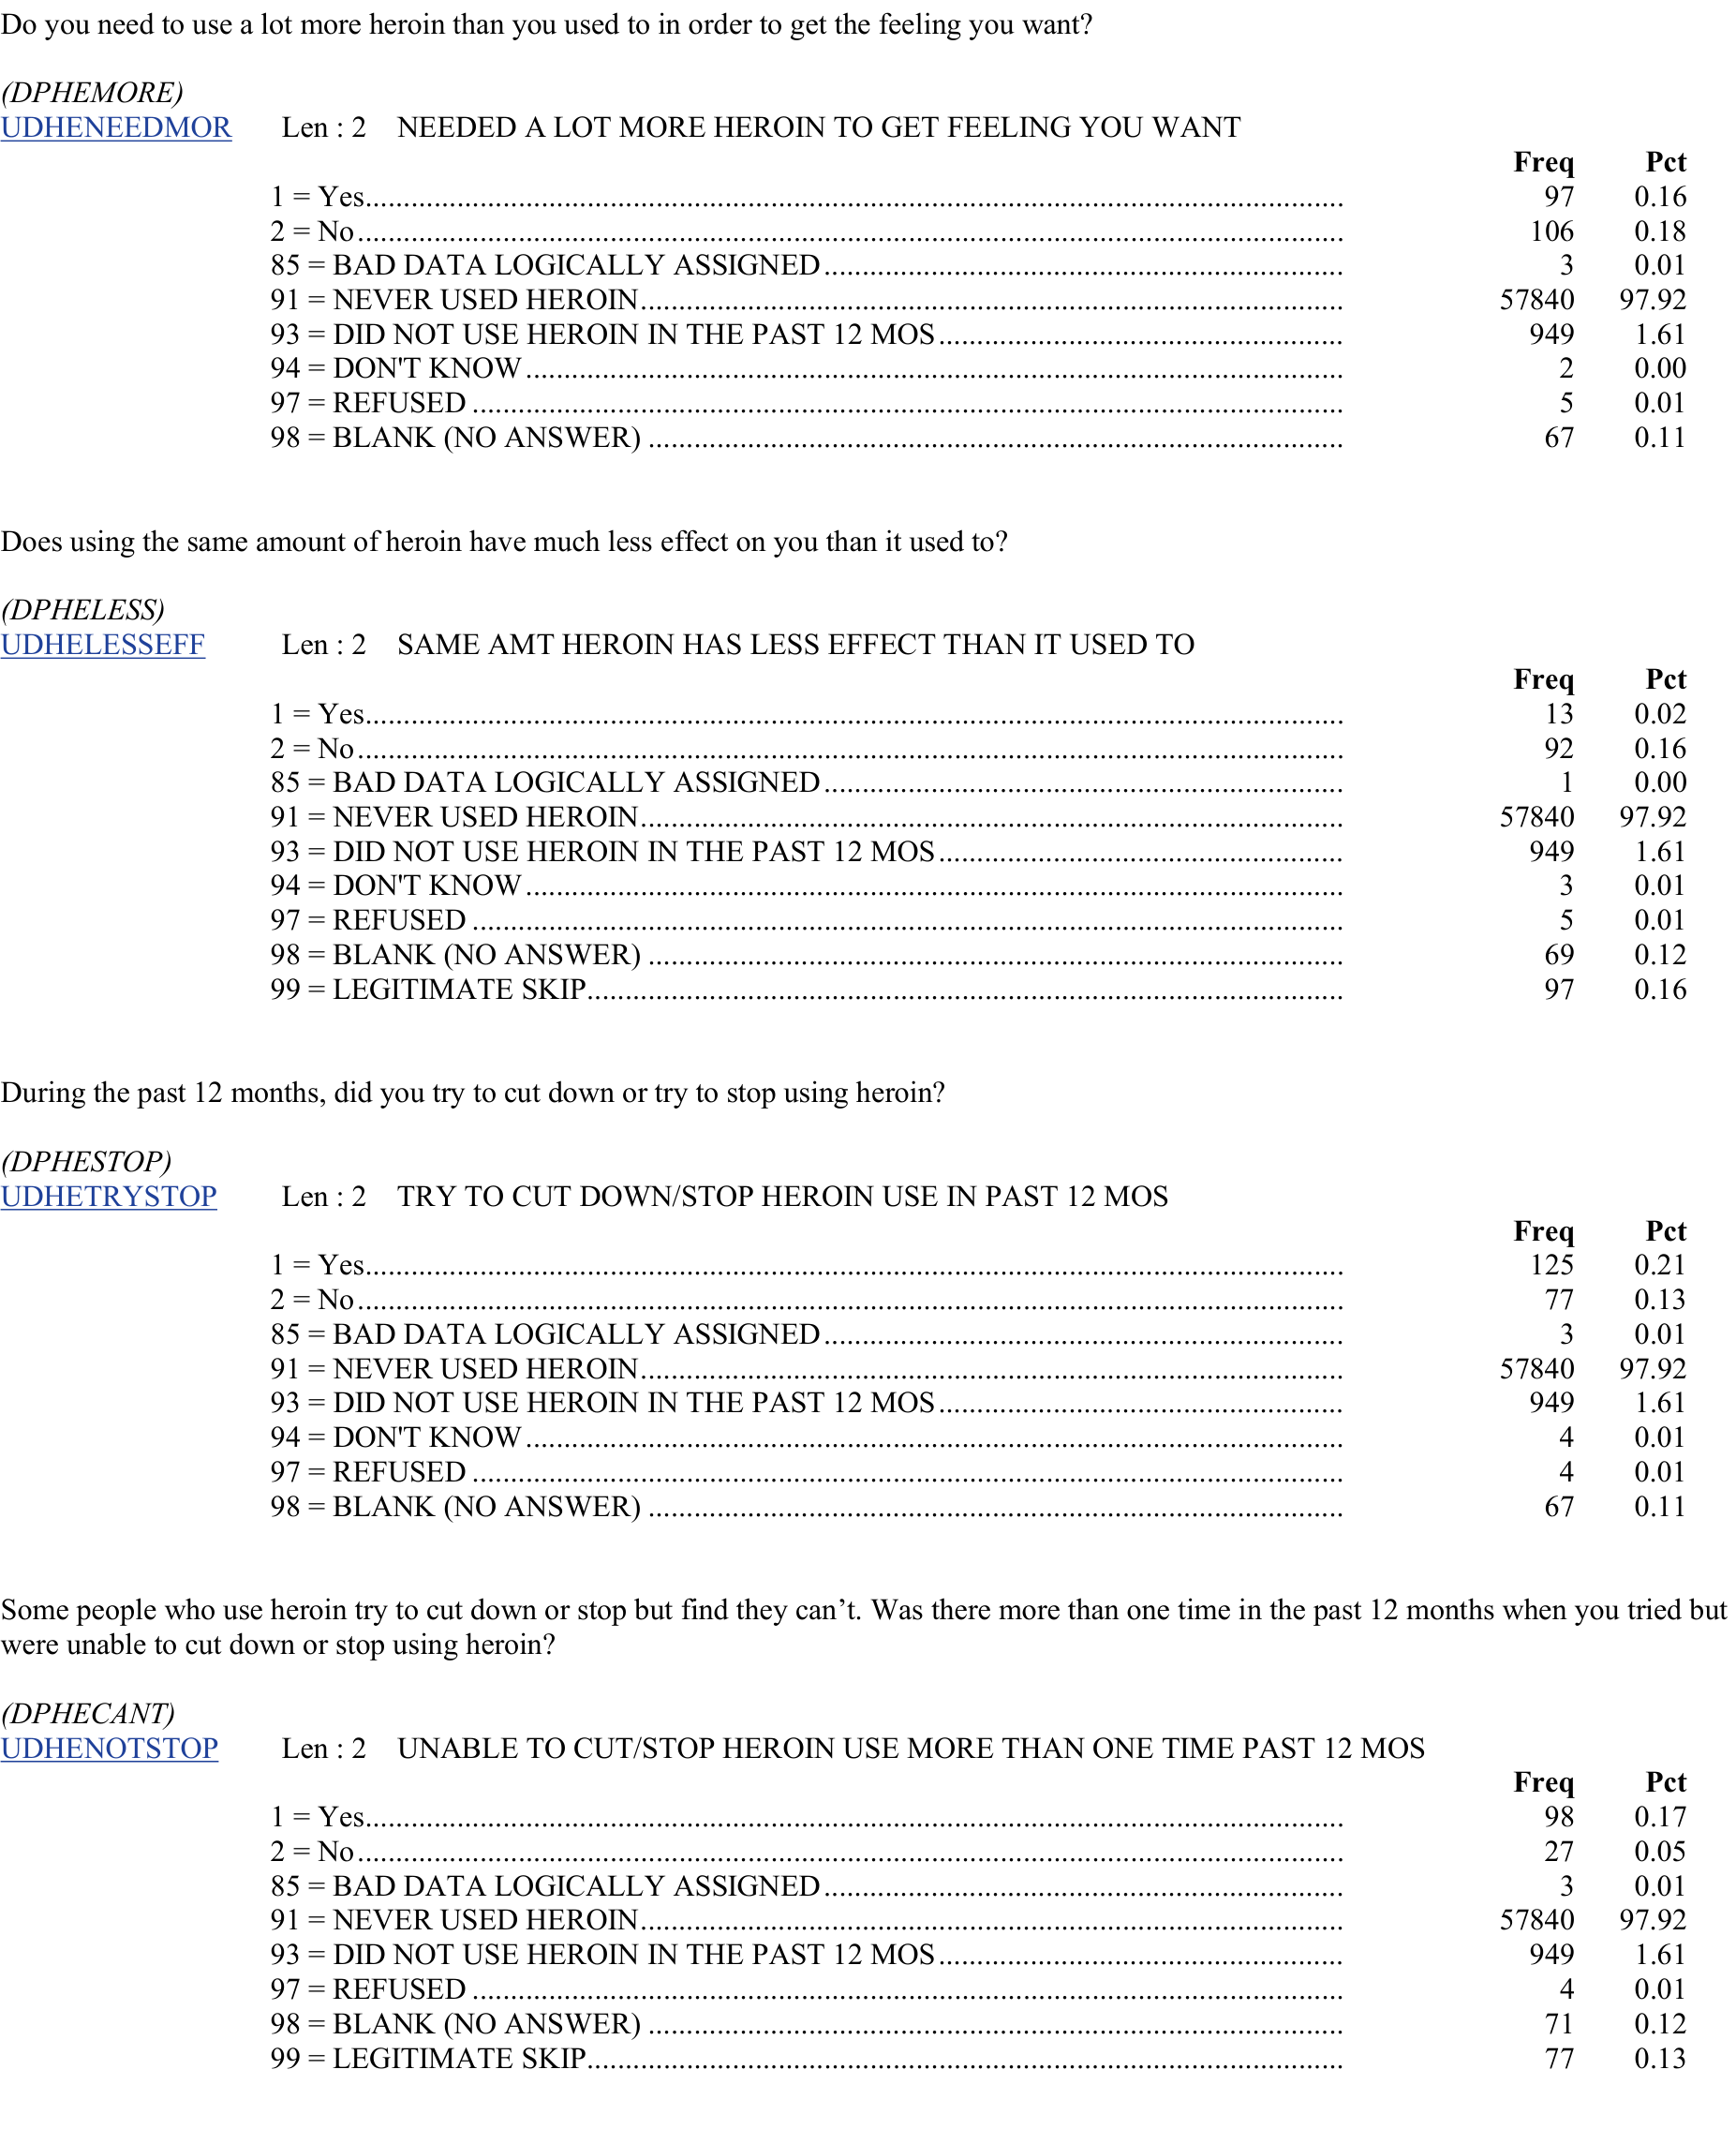 Do you need to use a lot more heroin than you used to in order to get the feeling you want?
(DPHEMORE)
UDHENEEDMOR Len : 2 NEEDED A LOT MORE HEROIN TO GET FEELING YOU WANT
Freq Pct
1 = Yes.......... 97 0.16
2 = No.......... 106 0.18
85 = BAD DATA LOGICALLY ASSIGNED.......... 3 0.01
91 = NEVER USED HEROIN.......... 57840 97.92
93 = DID NOT USE HEROIN IN THE PAST 12 MOS.......... 949 1.61
94 = DON'T KNOW.......... 2 0.00
97 = REFUSED .......... 5 0.01
98 = BLANK (NO ANSWER) .......... 67 0.11
Does using the same amount of heroin have much less effect on you than it used to?
(DPHELESS)
UDHELESSEFF Len : 2 SAME AMT HEROIN HAS LESS EFFECT THAN IT USED TO
Freq Pct
1 = Yes.......... 13 0.02
2 = No.......... 92 0.16
85 = BAD DATA LOGICALLY ASSIGNED.......... 1 0.00
91 = NEVER USED HEROIN.......... 57840 97.92
93 = DID NOT USE HEROIN IN THE PAST 12 MOS.......... 949 1.61
94 = DON'T KNOW.......... 3 0.01
97 = REFUSED .......... 5 0.01
98 = BLANK (NO ANSWER) .......... 69 0.12
99 = LEGITIMATE SKIP.......... 97 0.16
During the past 12 months, did you try to cut down or try to stop using heroin?
(DPHESTOP)
UDHETRYSTOP Len : 2 TRY TO CUT DOWN/STOP HEROIN USE IN PAST 12 MOS
Freq Pct
1 = Yes.......... 125 0.21
2 = No.......... 77 0.13
85 = BAD DATA LOGICALLY ASSIGNED.......... 3 0.01
91 = NEVER USED HEROIN.......... 57840 97.92
93 = DID NOT USE HEROIN IN THE PAST 12 MOS.......... 949 1.61
94 = DON'T KNOW.......... 4 0.01
97 = REFUSED .......... 4 0.01
98 = BLANK (NO ANSWER) .......... 67 0.11
Some people who use heroin try to cut down or stop but find they can’t. Was there more than one time in the past 12 months when you tried but
were unable to cut down or stop using heroin?
(DPHECANT)
UDHENOTSTOP Len : 2 UNABLE TO CUT/STOP HEROIN USE MORE THAN ONE TIME PAST 12 MOS
Freq Pct
1 = Yes.......... 98 0.17
2 = No.......... 27 0.05
85 = BAD DATA LOGICALLY ASSIGNED.......... 3 0.01
91 = NEVER USED HEROIN.......... 57840 97.92
93 = DID NOT USE HEROIN IN THE PAST 12 MOS.......... 949 1.61
97 = REFUSED .......... 4 0.01
98 = BLANK (NO ANSWER) .......... 71 0.12
99 = LEGITIMATE SKIP.......... 77 0.13